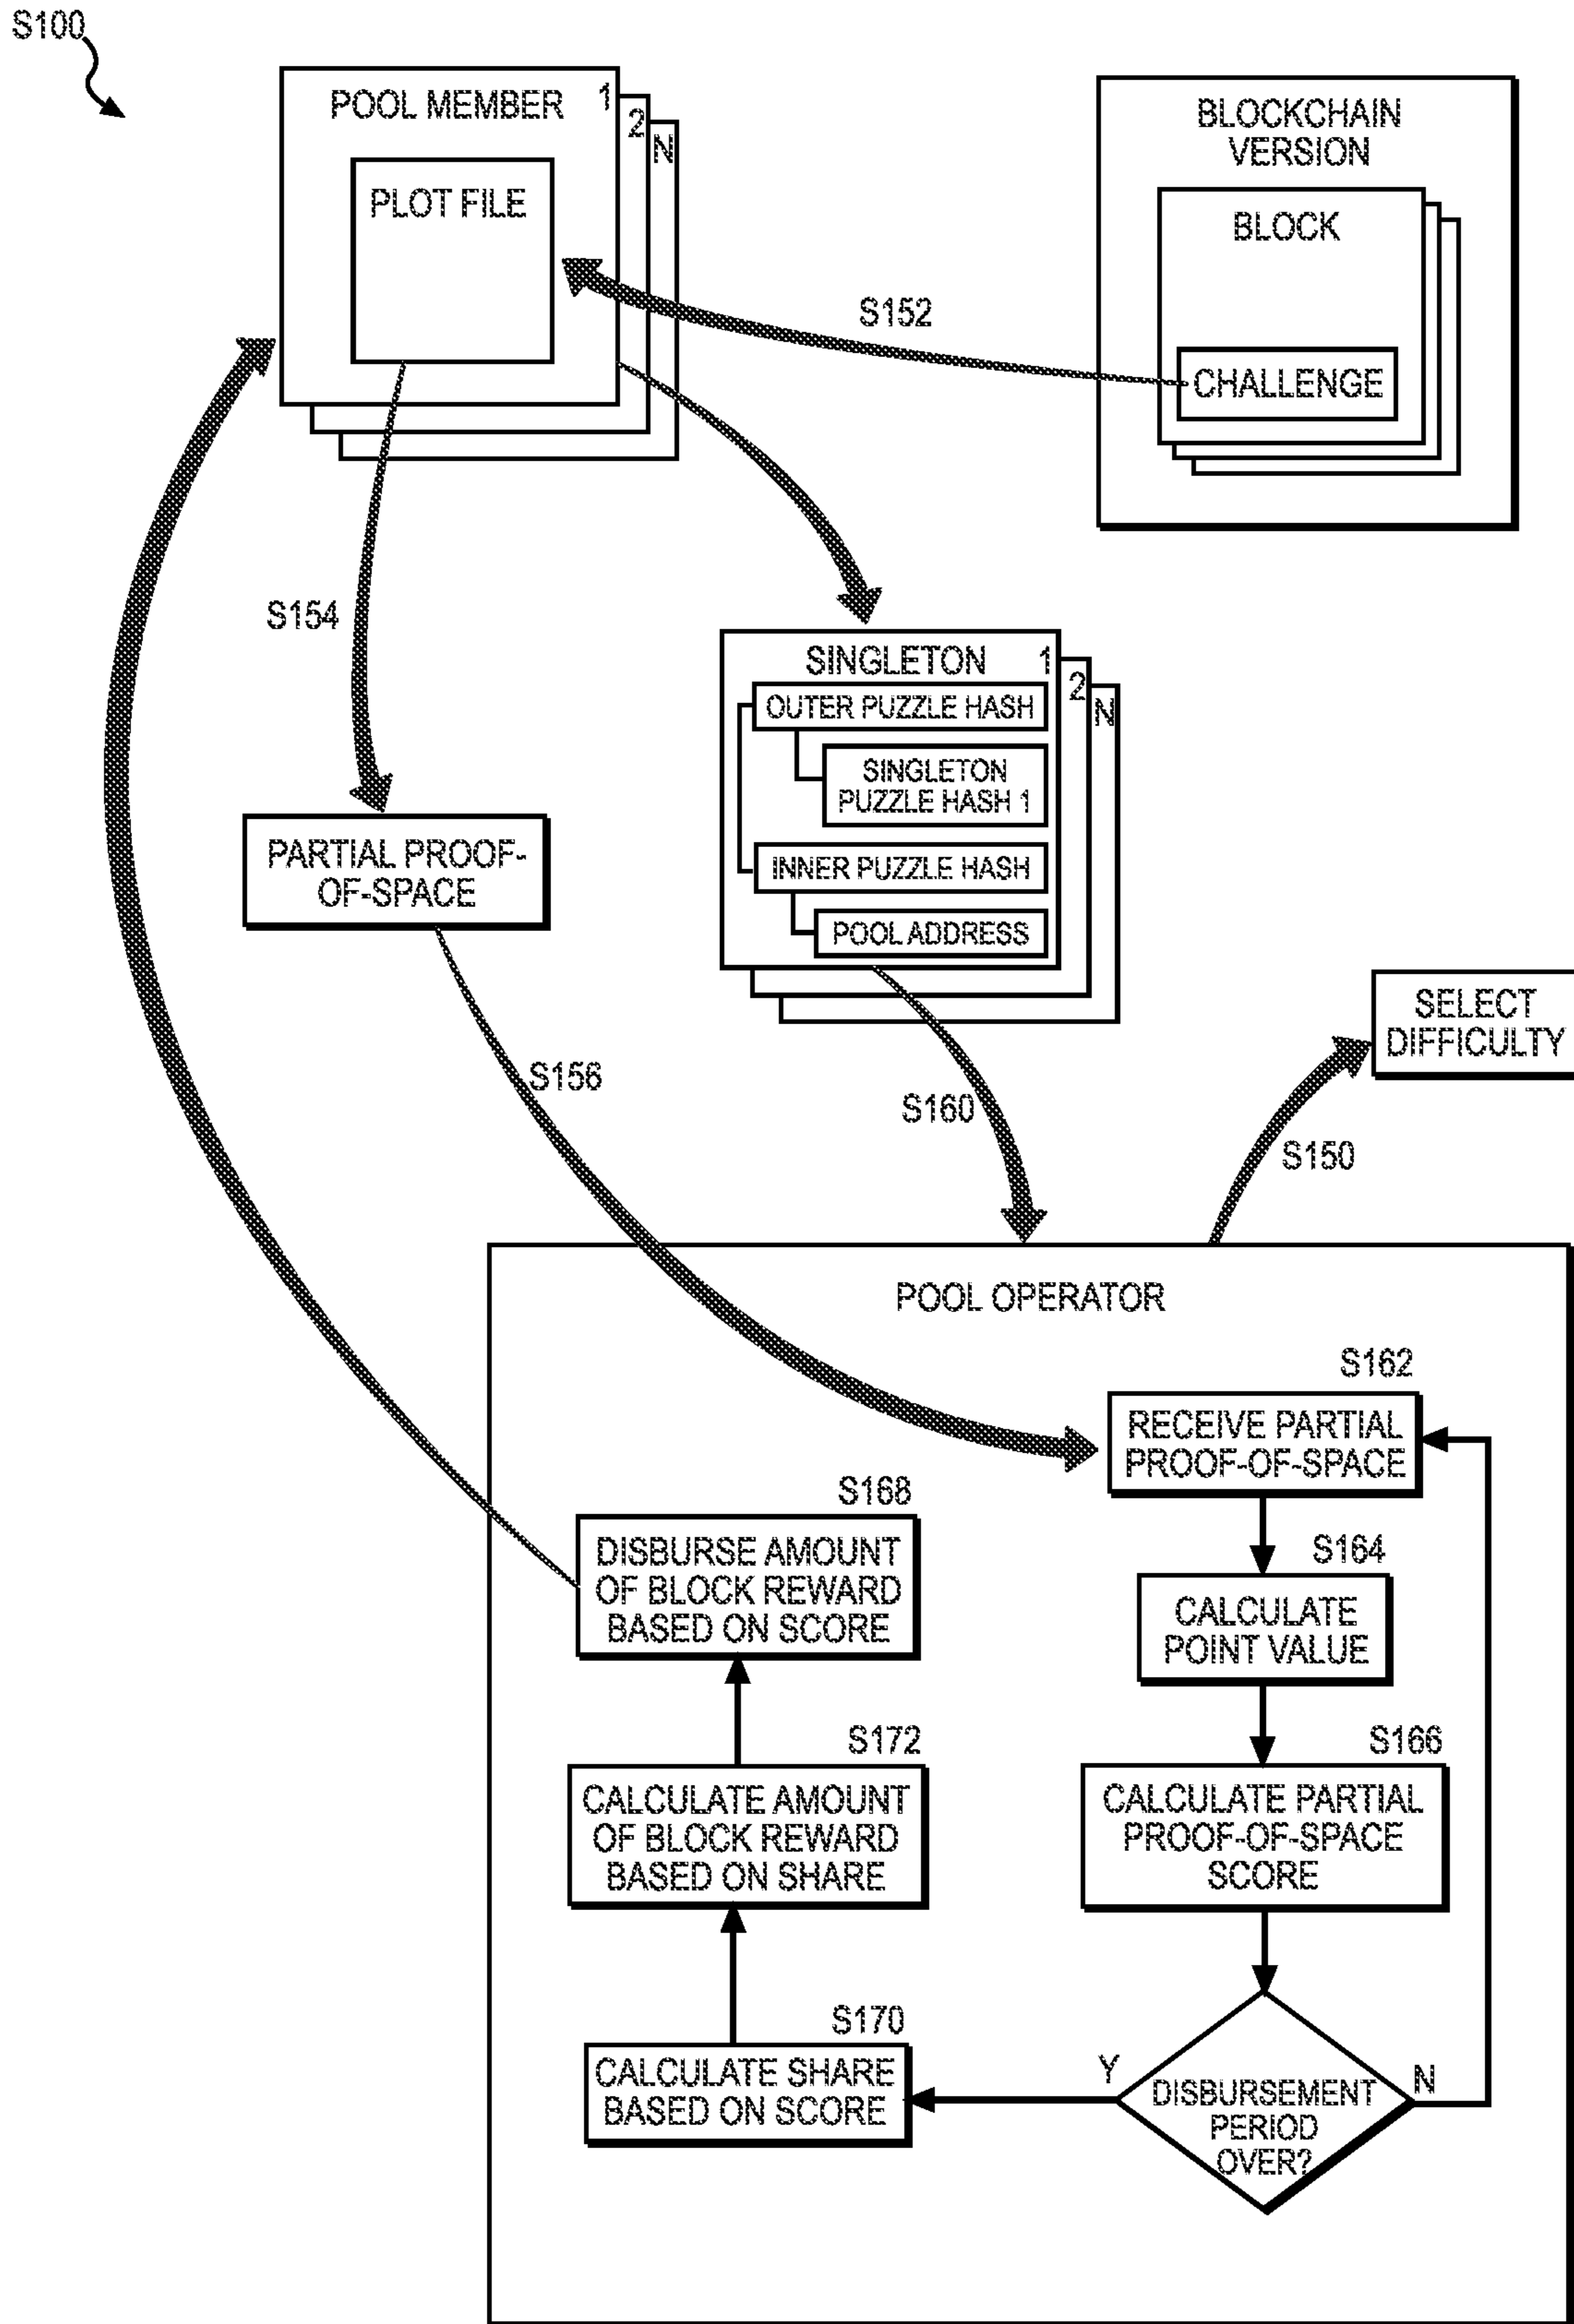 S100
POOL MEMBER
1
2
N
PLOT FILE
BLOCKCHAIN
VERSION
BLOCK
CHALLENGE
S152
S154
SINGLETON
1
2
N
OUTER PUZZLE HASH
SINGLETON
PUZZLE HASH 1
INNER PUZZLE HASH
POOL ADDRESS
PARTIAL PROOF-
OF-SPACE
SELECT
DIFFICULTY
S156
S160
S150
POOL OPERATOR
S162
RECEIVE PARTIAL
PROOF-OF-SPACE
S168
DISBURSE AMOUNT
OF BLOCK REWARD
BASED ON SCORE
S164
CALCULATE
POINT VALUE
S172
CALCULATE AMOUNT
OF BLOCK REWARD
BASED ON SHARE
S166
CALCULATE PARTIAL
PROOF-OF-SPACE
SCORE
S170
CALCULATE SHARE
BASED ON SCORE
Y
DISBURSEMENT
PERIOD
OVER?
N